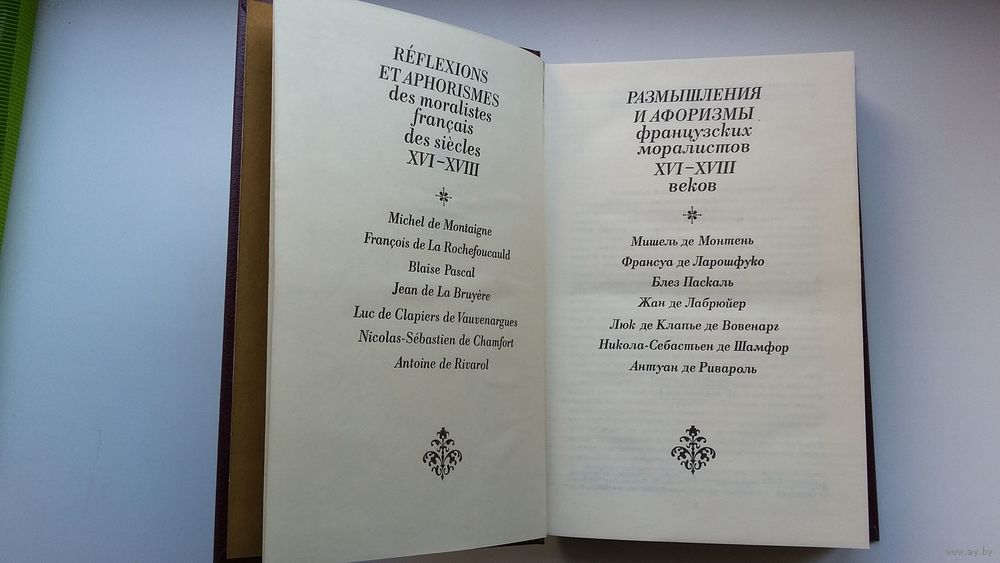 RÉFLEXIONS
ET APHORISMES
des moralistes
français
des siècles
XVI–XVIII
Michel de Montaigne
François de La Rochefoucauld
Blaise Pascal
Jean de La Bruyère
Luc de Clapiers de Vauvenargues
Nicolas-Sébastien de Chamfort
Antoine de Rivarol
РАЗМЫШЛЕНИЯ
И АФОРИЗМЫ
французских
моралистов
XVI–XVIII
веков
Мишель де Монтень
Франсуа де Ларошфуко
Блез Паскаль
Жан де Лабрюйер
Люк де Клапье де Вовенарг
Никола-Себастьен де Шамфор
Антуан де Ривароль
www.ay.by